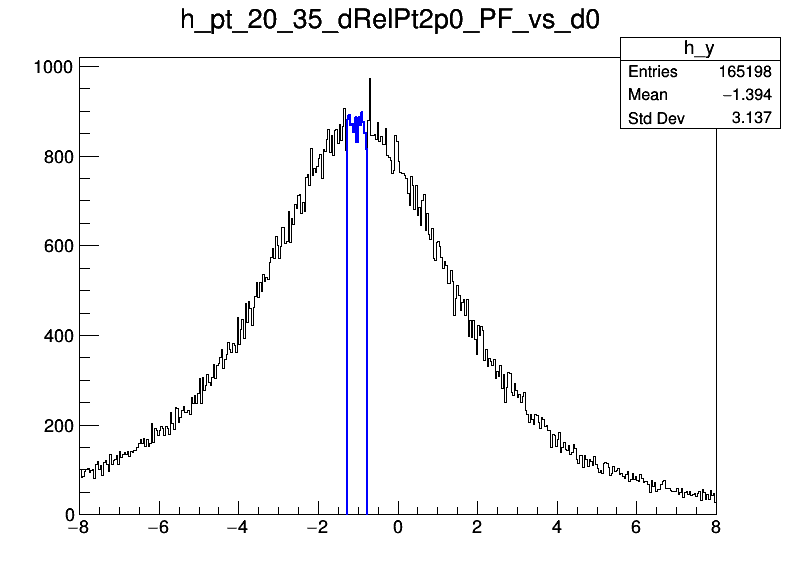 h_pt_20_35_dRelPt2p0_PF_vs_d0
h_y
Entries 165198
Mean −1.394
Std Dev 3.137
1000
800
600
400
200
0
−8 −6 −4 −2 0 2 4 6 8